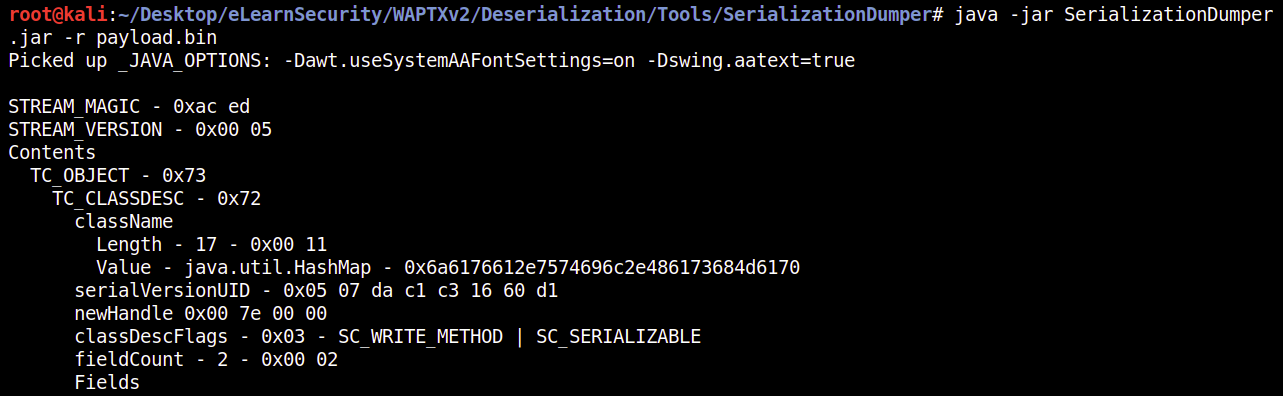 root@kali:~/Desktop/eLearnSecurity/WAPTXv2/Deserialization/Tools/SerializationDumper# java -jar SerializationDumper
.jar -r payload.bin
Picked up _JAVA_OPTIONS: -Dawt.useSystemAAFontSettings=on -Dswing.aatext=true

STREAM_MAGIC - 0xac ed
STREAM_VERSION - 0x00 05
Contents
  TC_OBJECT - 0x73
    TC_CLASSDESC - 0x72
      className
        Length - 17 - 0x00 11
        Value - java.util.HashMap - 0x6a6176612e7574696c2e486173684d6170
      serialVersionUID - 0x05 07 da c1 c3 16 60 d1
      newHandle 0x00 7e 00 00
      classDescFlags - 0x03 - SC_WRITE_METHOD | SC_SERIALIZABLE
      fieldCount - 2 - 0x00 02
      Fields